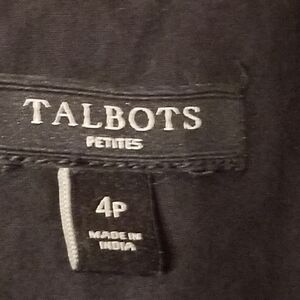 TALBOTS
PETITES
4P
MADE IN
INDIA